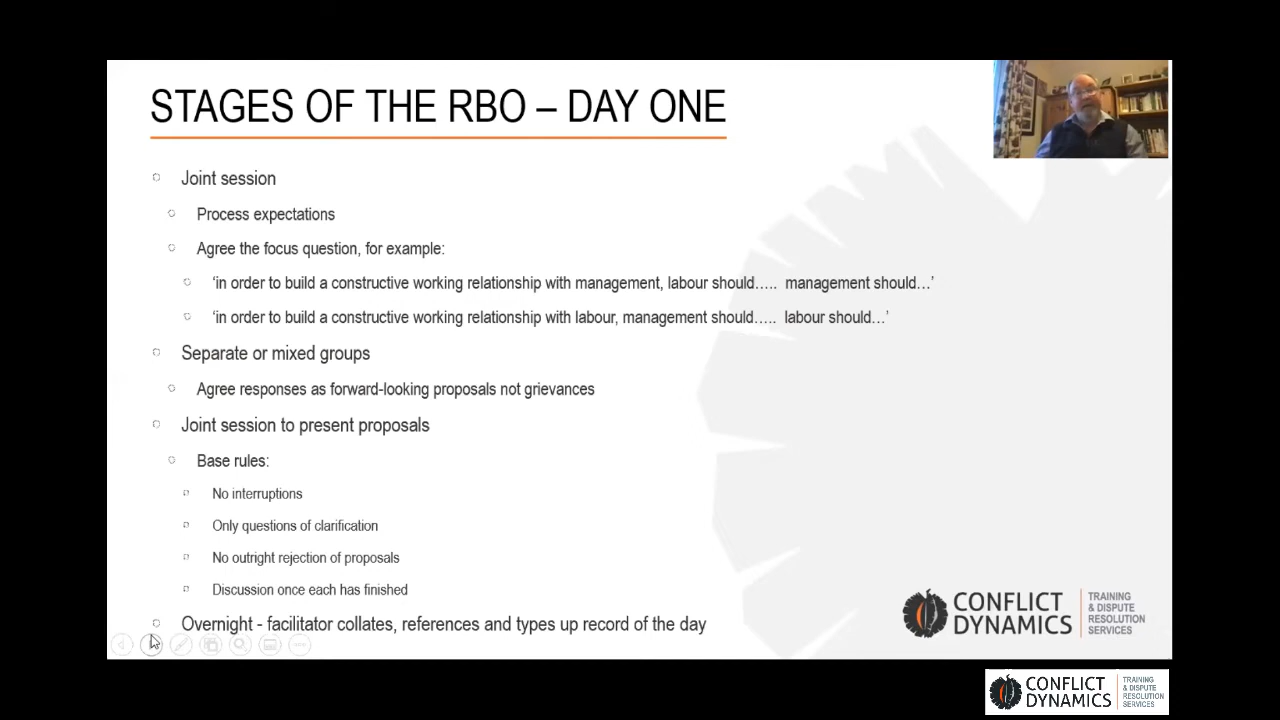 STAGES OF THE RBO – DAY ONE
Joint session
Process expectations
Agree the focus question, for example:
‘in order to build a constructive working relationship with management, labour should….. management should…’
‘in order to build a constructive working relationship with labour, management should….. labour should…’
Separate or mixed groups
Agree responses as forward-looking proposals not grievances
Joint session to present proposals
Base rules:
No interruptions
Only questions of clarification
No outright rejection of proposals
Discussion once each has finished
Overnight - facilitator collates, references and types up record of the day
CONFLICT
DYNAMICS
TRAINING
& DISPUTE
RESOLUTION
SERVICES
CONFLICT
DYNAMICS
TRAINING
& DISPUTE
RESOLUTION
SERVICES